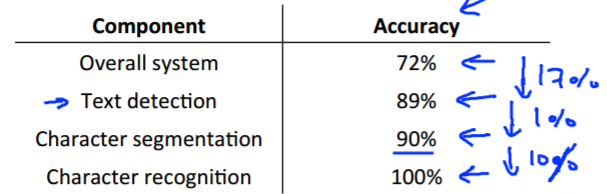 Component Accuracy
Overall system 72%
17%
Text detection 89%
1%
Character segmentation 90%
10%
Character recognition 100%